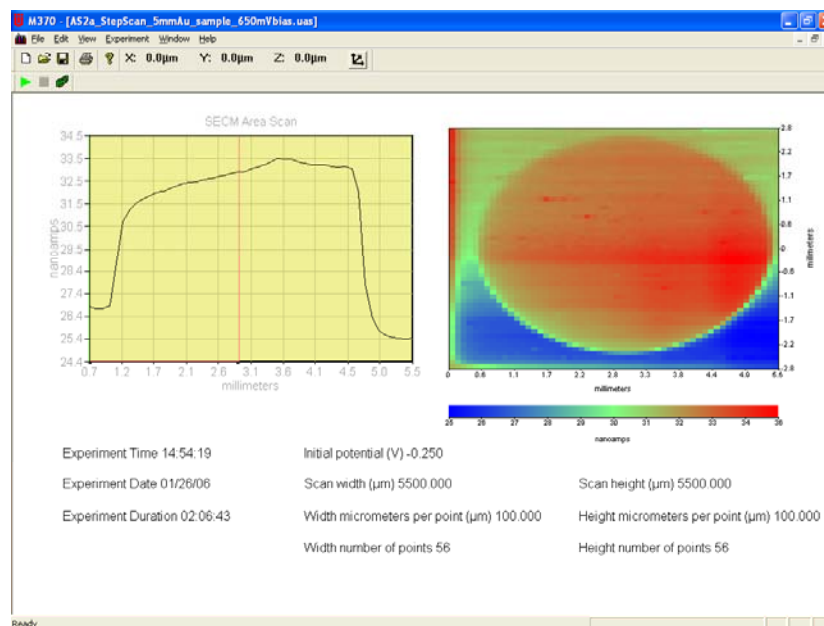 M370 - [AS2a_StepScan_5mmAu_sample_650mVbias.uas]
File Edit View Experiment Window Help
X: 0.0µm Y: 0.0µm Z: 0.0µm
SECM Area Scan
34.5
33.5
32.5
31.5
30.5
29.5
28.4
27.4
26.4
25.4
24.4
nanoamps
0.7 1.2 1.7 2.1 2.6 3.1 3.6 4.1 4.5 5.0 5.5
millimeters
2.8
2.2
1.7
1.1
0.6
0
-0.6
-1.1
-1.7
-2.2
-2.8
millimeters
0 0.6 1.1 1.7 2.2 2.8 3.3 3.9 4.4 4.9 5.5
millimeters
25 26 27 28 29 30 31 32 33 34 35
nanoamps
Experiment Time 14:54:19 Initial potential (V) -0.250
Experiment Date 01/26/06 Scan width (µm) 5500.000 Scan height (µm) 5500.000
Experiment Duration 02:06:43 Width micrometers per point (µm) 100.000 Height micrometers per point (µm) 100.000
Width number of points 56 Height number of points 56
Ready